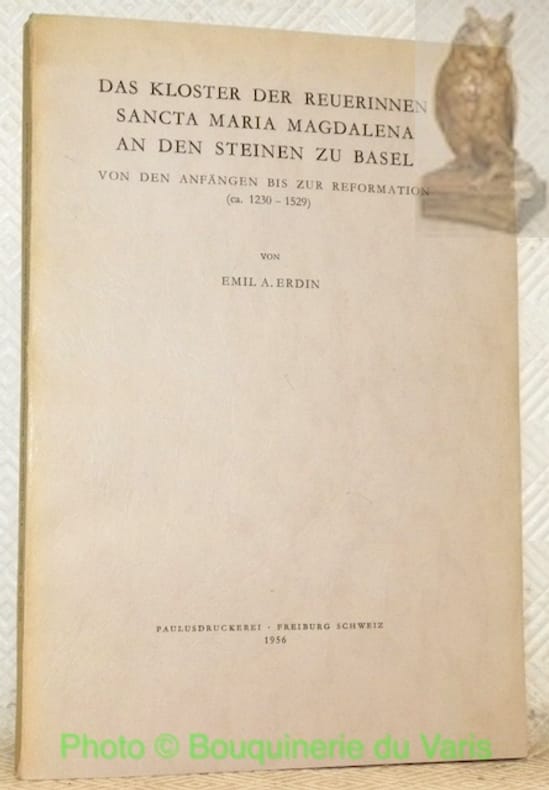 DAS KLOSTER DER REUERINNEN
SANCTA MARIA MAGDALENA
AN DEN STEINEN ZU BASEL
VON DEN ANFÄNGEN BIS ZUR REFORMATION
(ca. 1230 – 1529)
VON
EMIL A. ERDIN
PAULUSDRUCKEREI · FREIBURG SCHWEIZ
1956
Photo © Bouquinerie du Varis